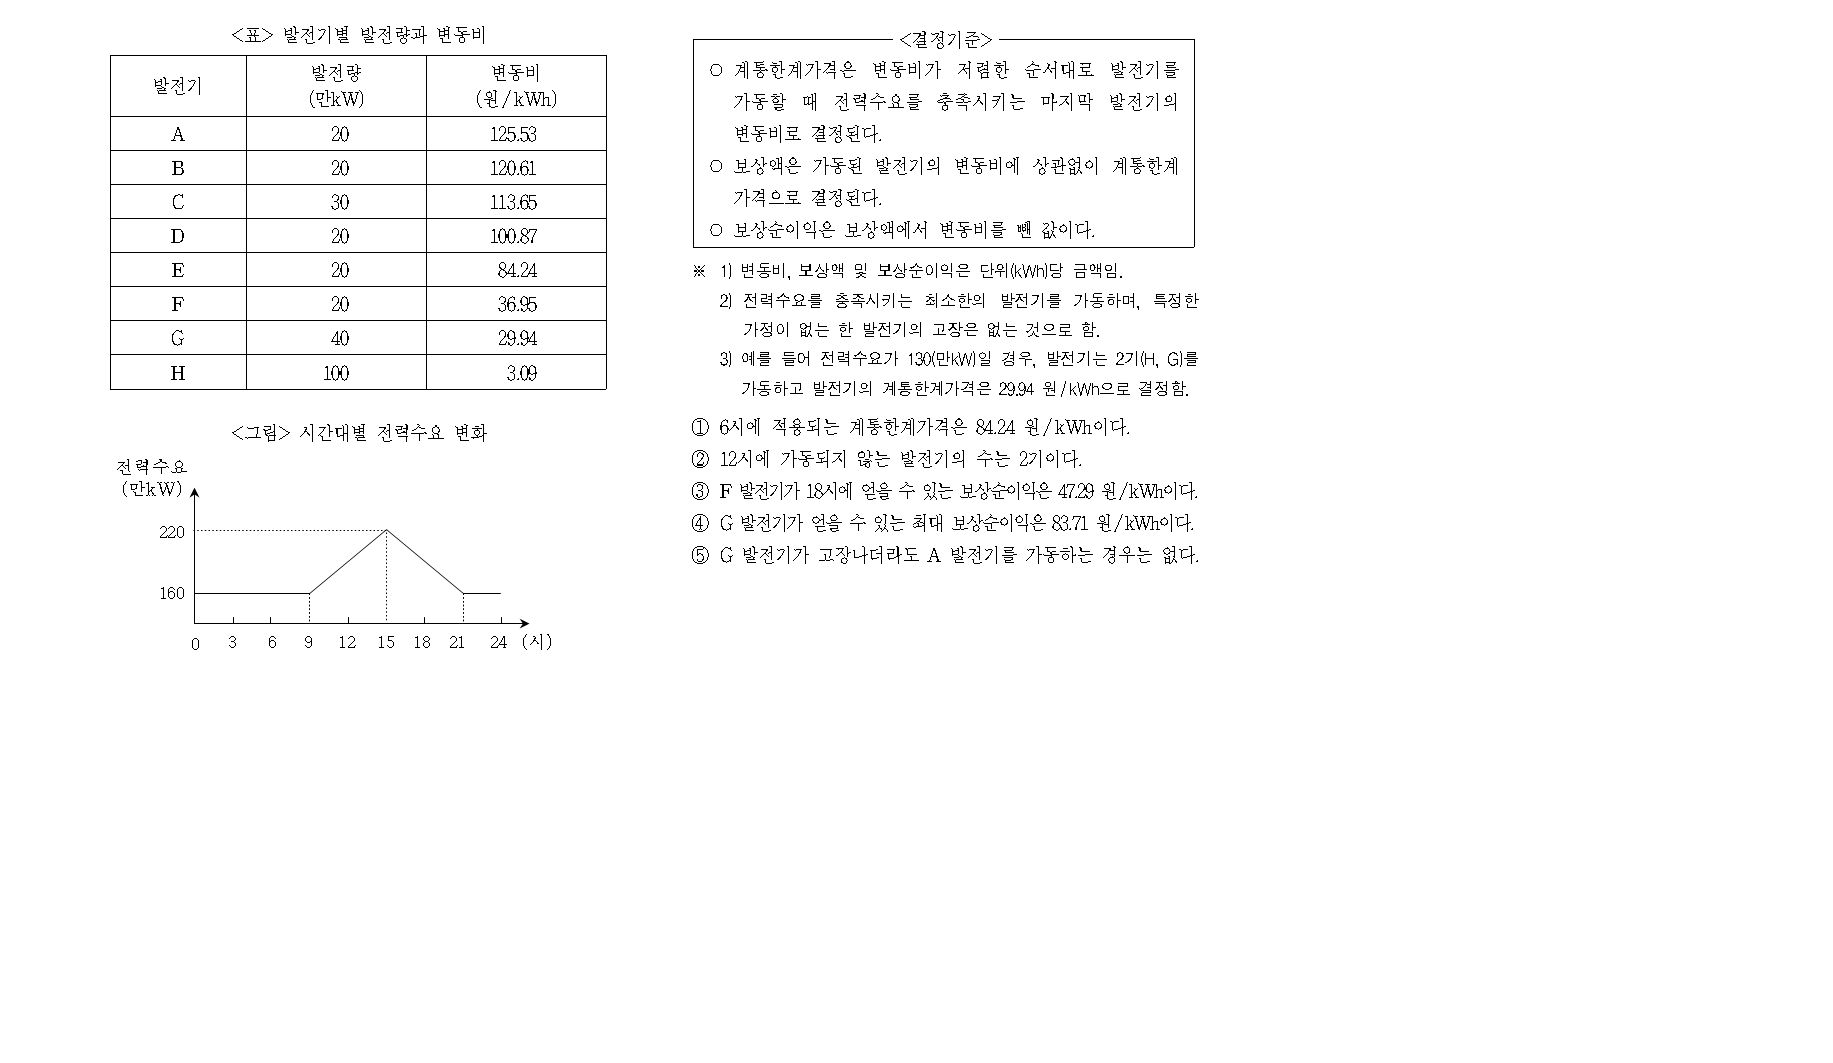 <표> 발전기별 발전량과 변동비
발전기 발전량 변동비
(만kW) (원/kWh)
A 20 125.53
B 20 120.61
C 30 113.65
D 20 100.87
E 20 84.24
F 20 36.95
G 40 29.94
H 100 3.09
<그림> 시간대별 전력수요 변화
전력수요
(만kW)
220
160
0 3 6 9 12 15 18 21 24 (시)
<결정기준>
○ 계통한계가격은 변동비가 저렴한 순서대로 발전기를
가동할 때 전력수요를 충족시키는 마지막 발전기의
변동비로 결정된다.
○ 보상액은 가동된 발전기의 변동비에 상관없이 계통한계
가격으로 결정된다.
○ 보상순이익은 보상액에서 변동비를 뺀 값이다.
※ 1) 변동비, 보상액 및 보상순이익은 단위(kWh)당 금액임.
2) 전력수요를 충족시키는 최소한의 발전기를 가동하며, 특정한
가정이 없는 한 발전기의 고장은 없는 것으로 함.
3) 예를 들어 전력수요가 130(만kW)일 경우, 발전기는 2기(H, G)를
가동하고 발전기의 계통한계가격은 29.94 원/kWh으로 결정함.
① 6시에 적용되는 계통한계가격은 84.24 원/kWh이다.
② 12시에 가동되지 않는 발전기의 수는 2기이다.
③ F 발전기가 18시에 얻을 수 있는 보상순이익은 47.29 원/kWh이다.
④ G 발전기가 얻을 수 있는 최대 보상순이익은 83.71 원/kWh이다.
⑤ G 발전기가 고장나더라도 A 발전기를 가동하는 경우는 없다.